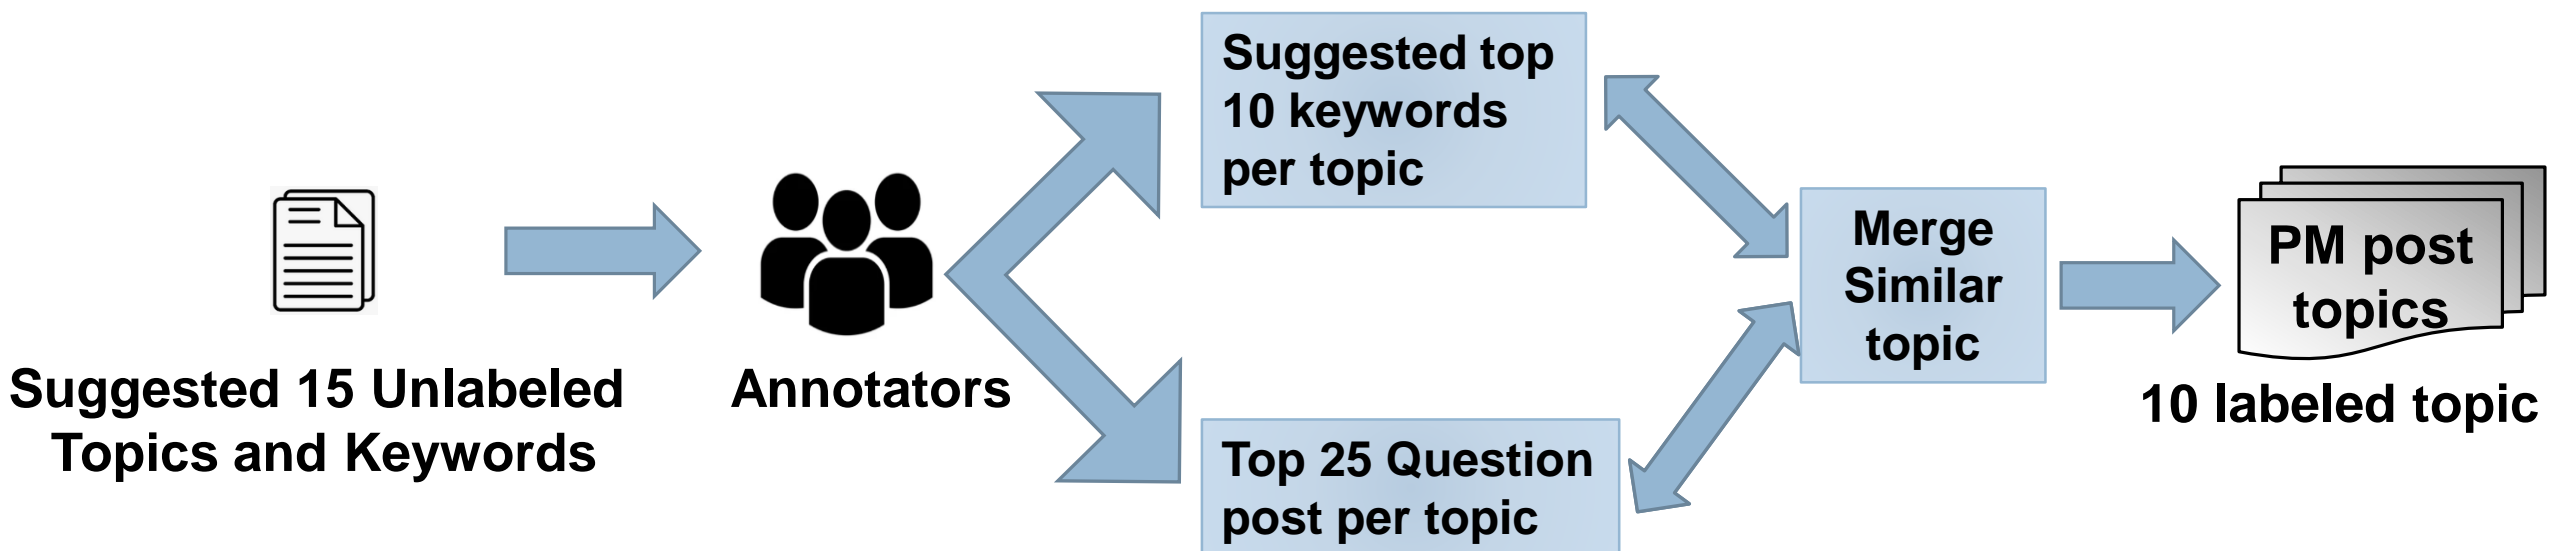 Suggested 15 Unlabeled
Topics and Keywords
Annotators
Suggested top
10 keywords
per topic
Top 25 Question
post per topic
Merge
Similar
topic
PM post
topics
10 labeled topic